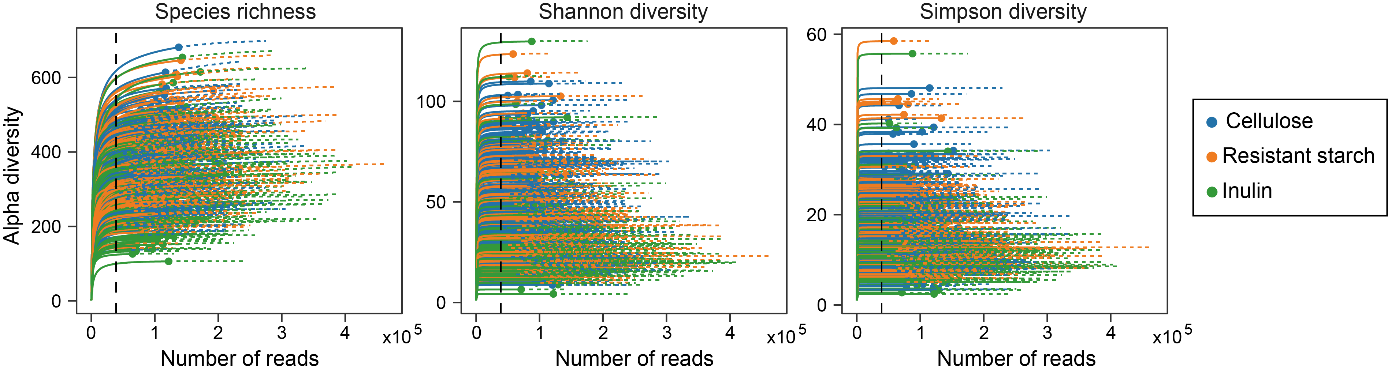 Species richness
Shannon diversity
Simpson diversity
Alpha diversity
600
400
200
0
0 1 2 3 4 x10^5
Number of reads
100
50
0
0 1 2 3 4 x10^5
Number of reads
60
40
20
0
0 1 2 3 4 x10^5
Number of reads
Cellulose
Resistant starch
Inulin